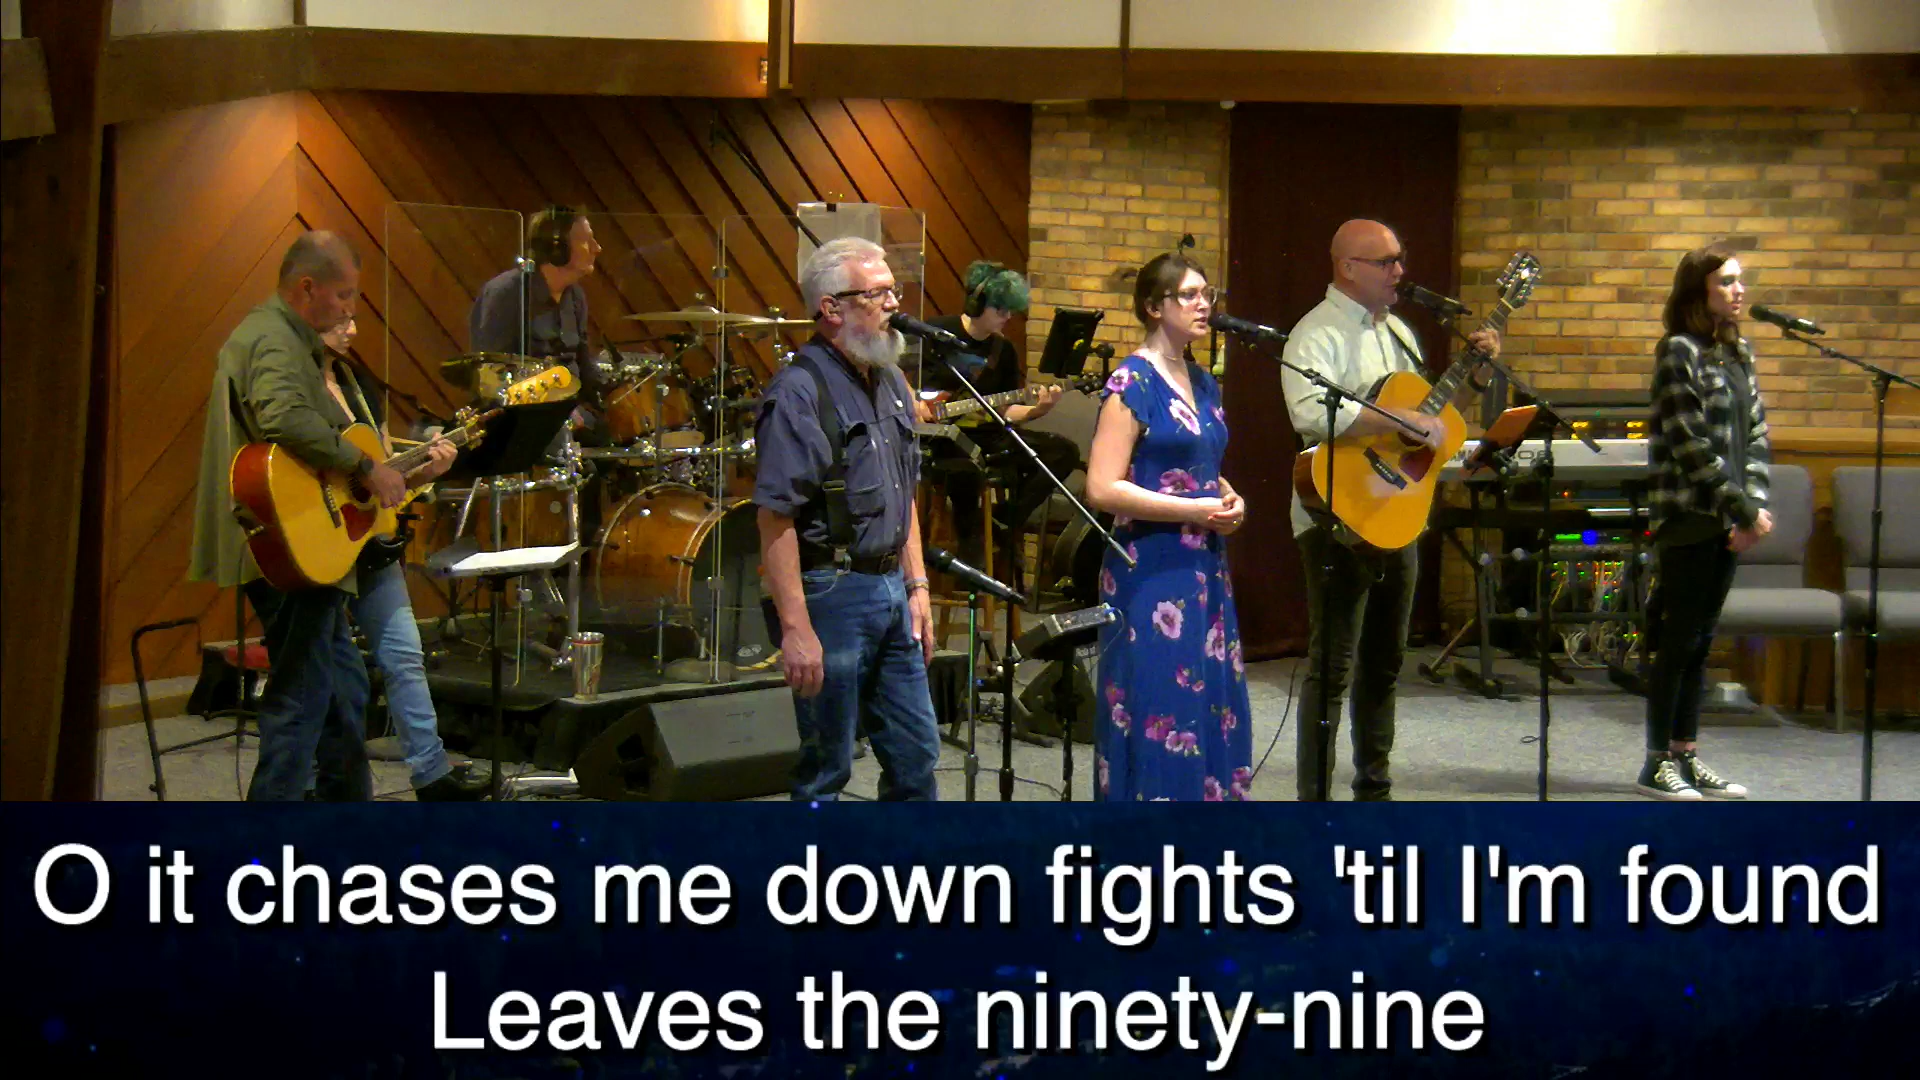 O it chases me down fights 'til I'm found
Leaves the ninety-nine